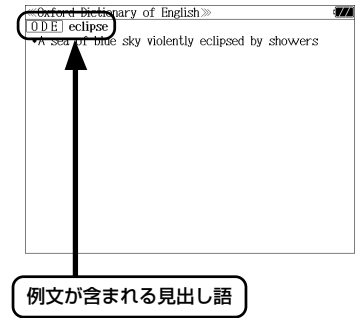 ≪Oxford Dictionary of English≫
ODE eclipse
•A sea of blue sky violently eclipsed by showers
例文が含まれる見出し語